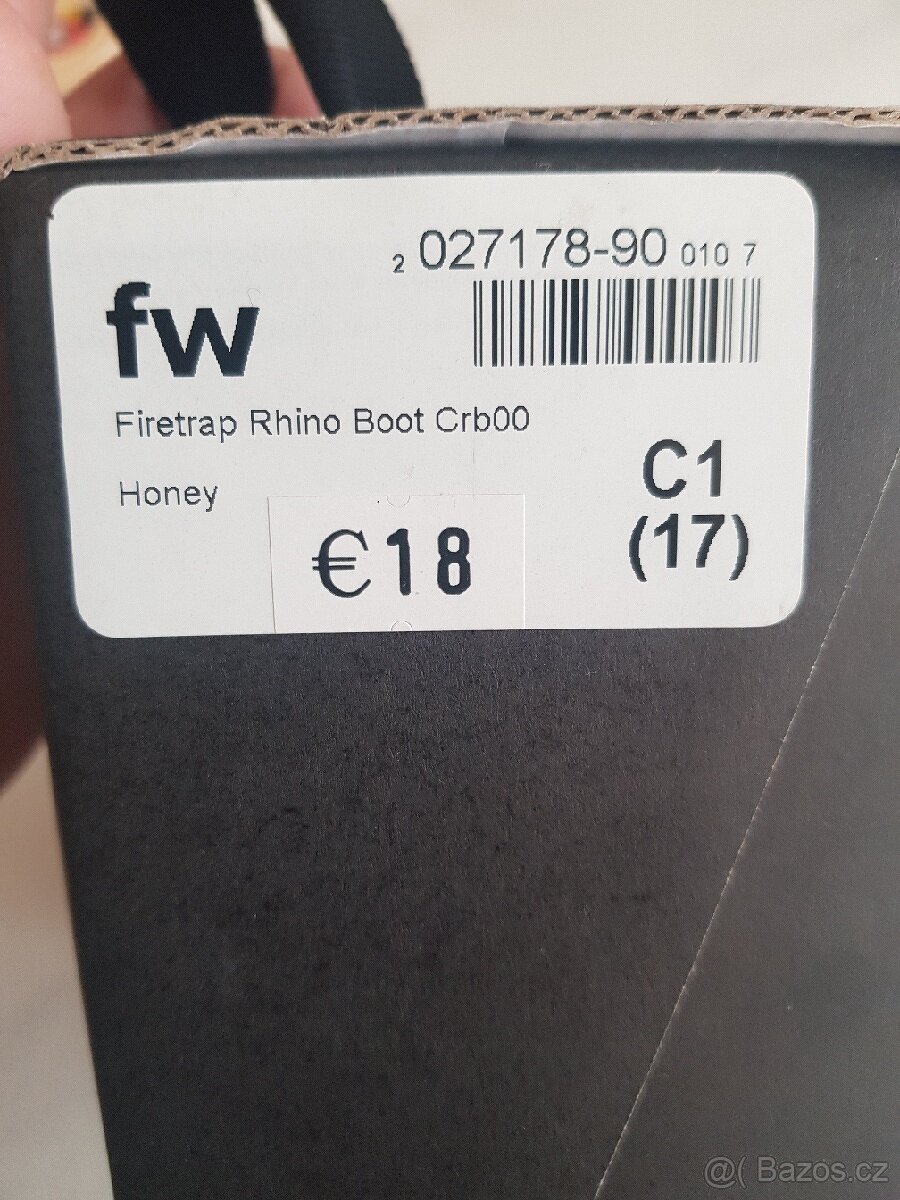 2 027178-90 010 7
fw
Firetrap Rhino Boot Crb00
Honey
C1
(17)
€18
@( Bazos.cz